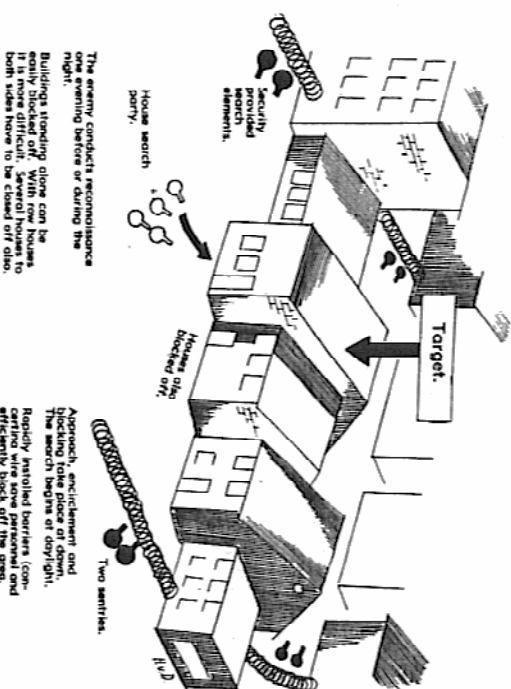 Target.
Security
provided
search
elements.
House search
party.
Houses also
blocked off.
Two sentries.
HvD
The enemy conducts reconnaissance
one evening before or during the
night.
Buildings standing alone can be
easily blocked off. With row houses
it is more difficult. Several houses to
both sides have to be closed off also.
Approach, encirclement and
blocking take place at dawn.
The search begins at daylight.
Rapidly installed barriers (con-
certina wire save personnel and
efficiently block off the area.